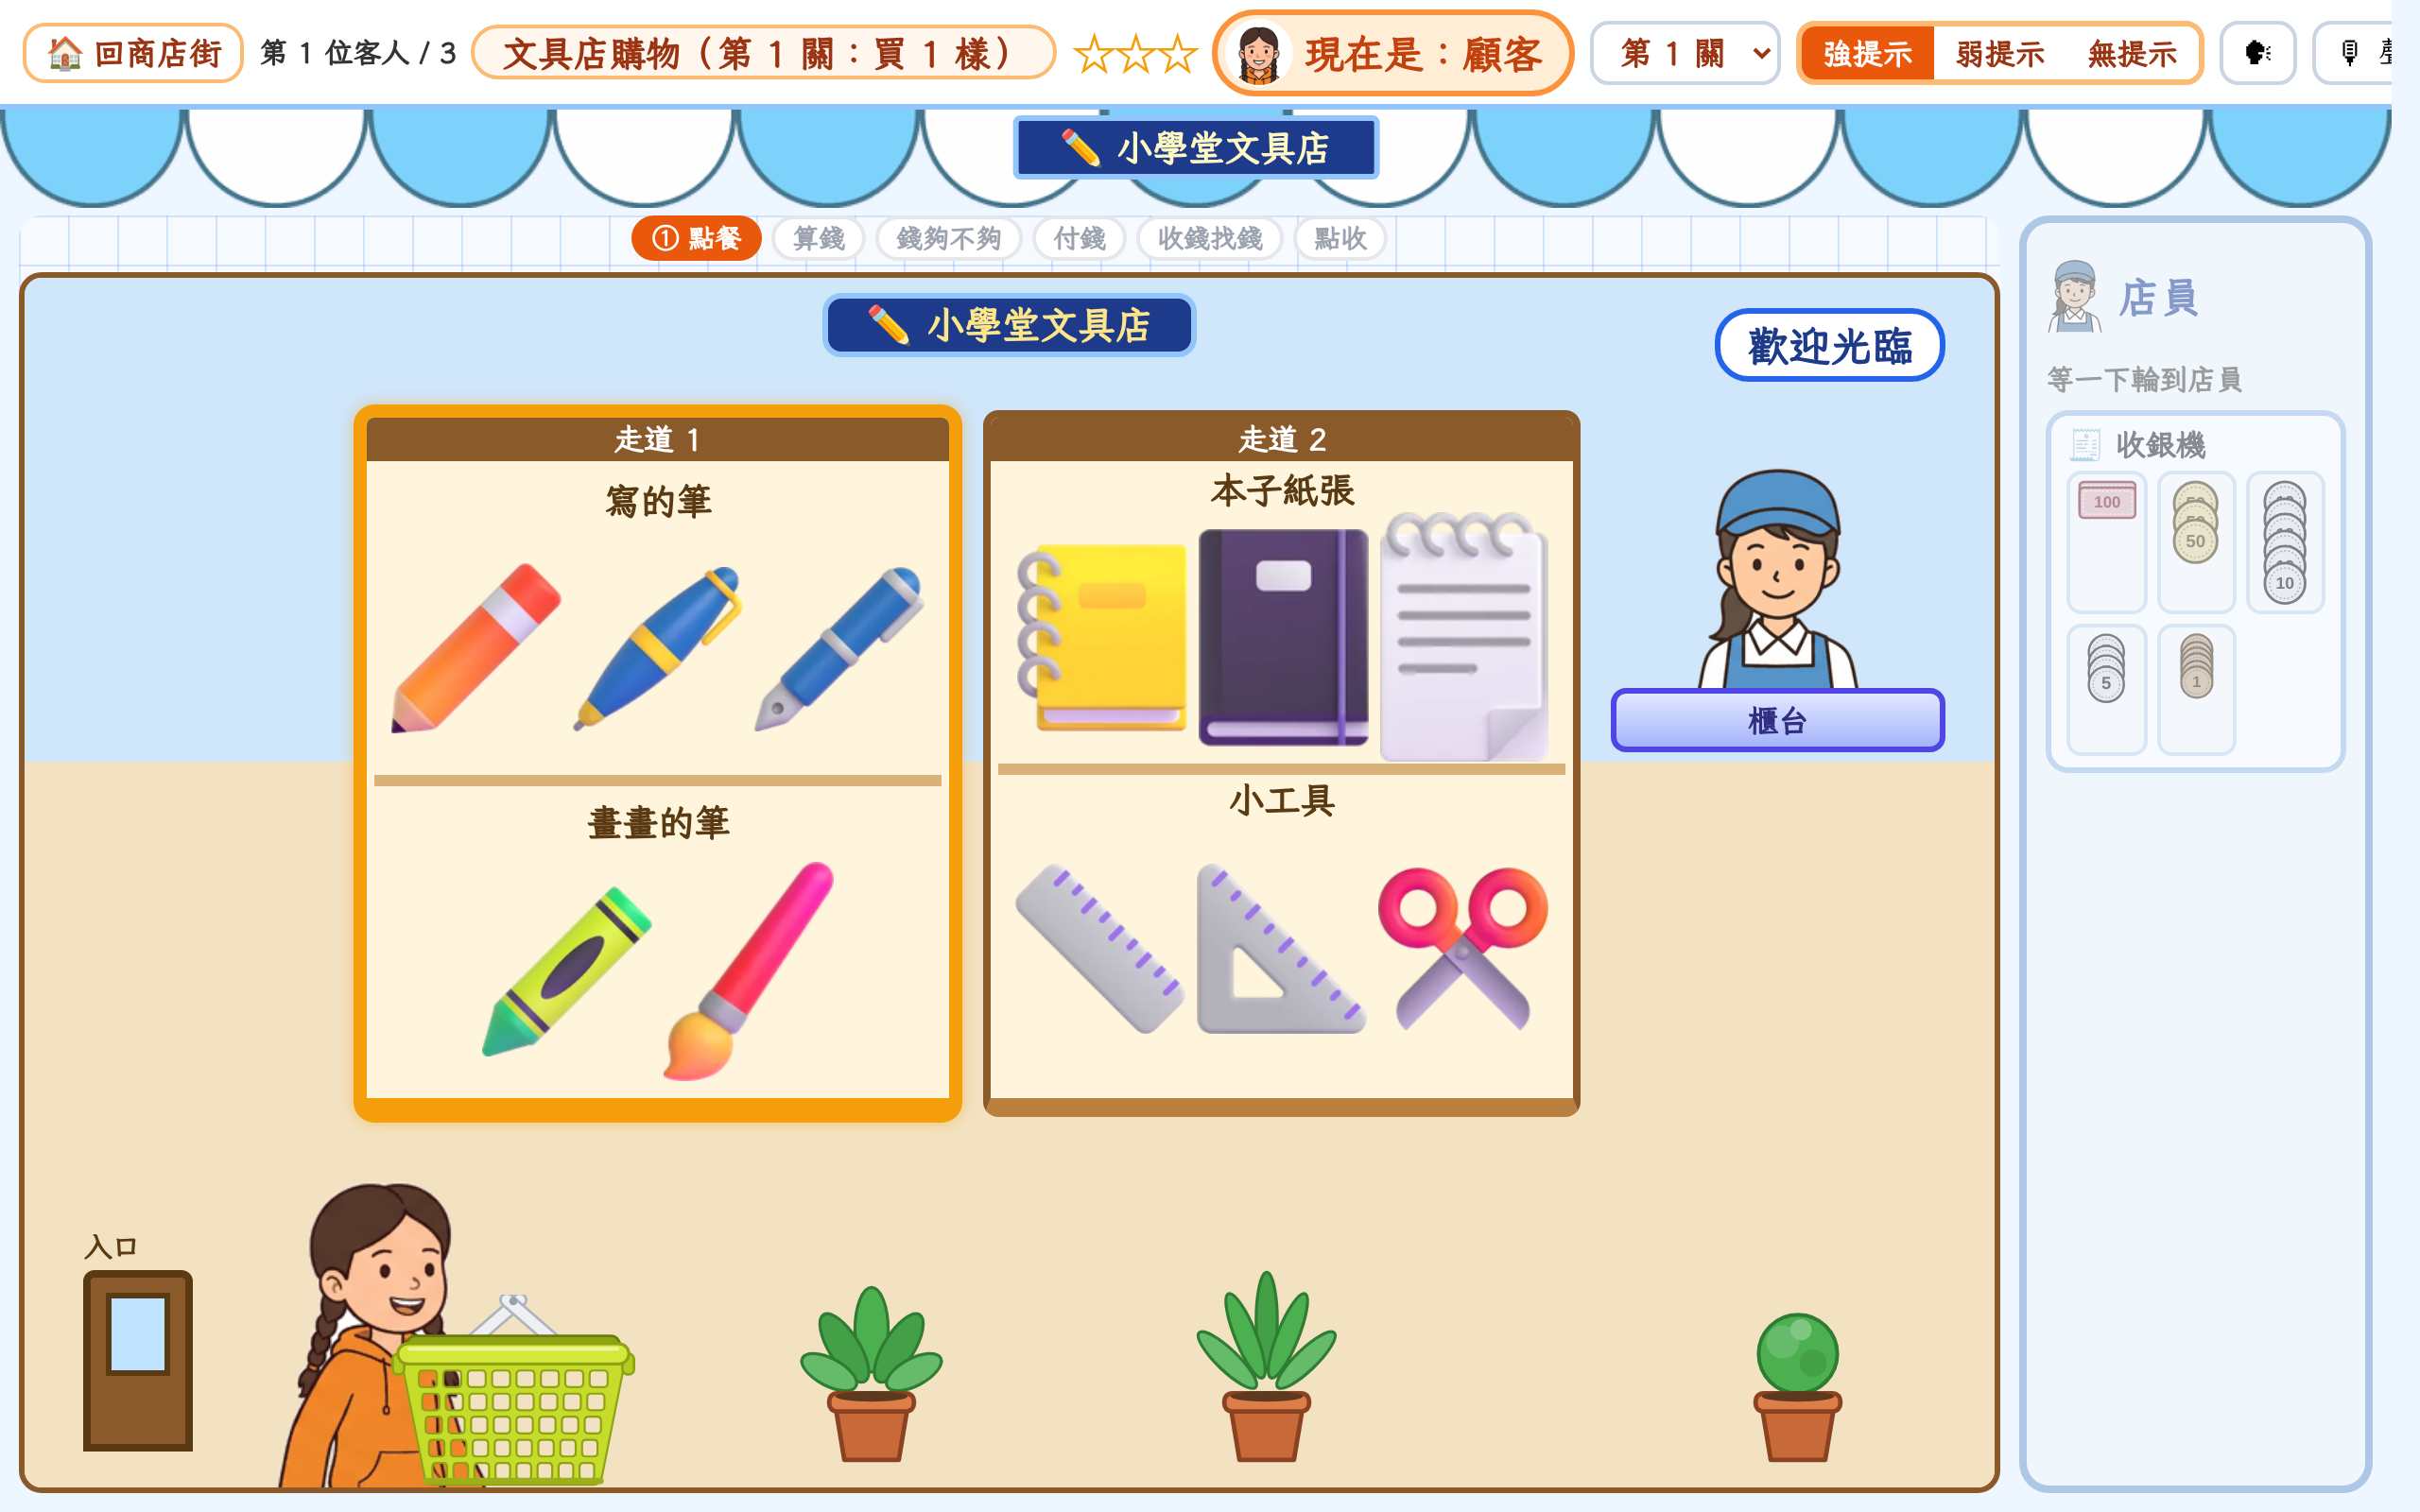 回商店街 第 1 位客人 / 3 文具店購物（第 1 關：買 1 樣） 現在是：顧客 第 1 關 強提示 弱提示 無提示
小學堂文具店
① 點餐 算錢 錢夠不夠 付錢 收錢找錢 點收
小學堂文具店
歡迎光臨
走道 1
寫的筆
畫畫的筆
走道 2
本子紙張
小工具
櫃台
入口
店員
等一下輪到店員
收銀機
100
50
10
5
1